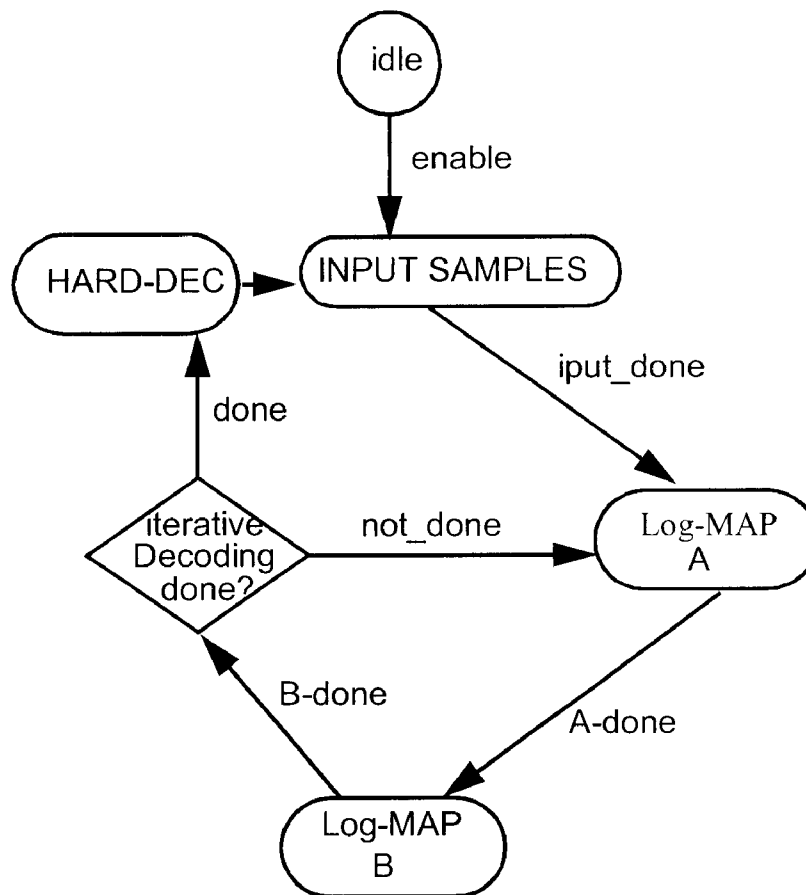 idle
enable
HARD-DEC
INPUT SAMPLES
iput_done
done
iterative
Decoding
done?
not_done
Log-MAP
A
B-done
A-done
Log-MAP
B